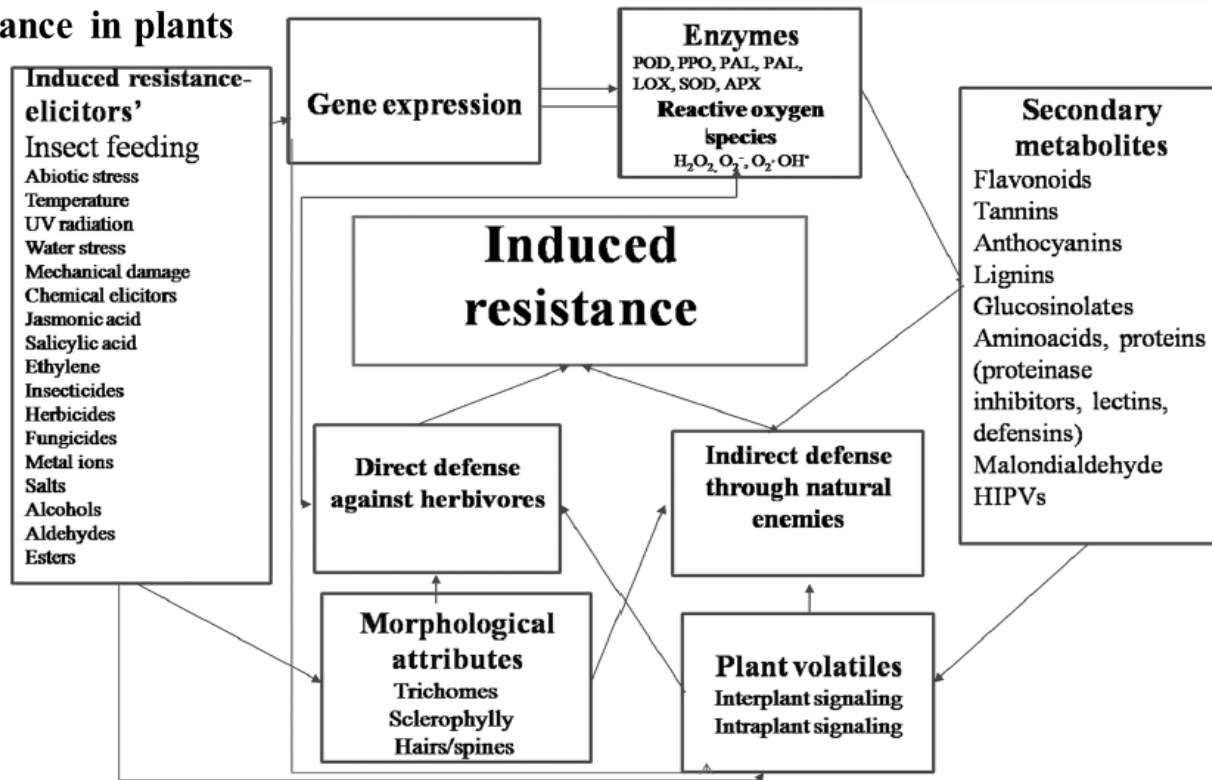 ance in plants
Induced resistance-
elicitors’
Insect feeding
Abiotic stress
Temperature
UV radiation
Water stress
Mechanical damage
Chemical elicitors
Jasmonic acid
Salicylic acid
Ethylene
Insecticides
Herbicides
Fungicides
Metal ions
Salts
Alcohols
Aldehydes
Esters
Gene expression
Enzymes
POD, PPO, PAL, PAL,
LOX, SOD, APX
Reactive oxygen
species
H₂O₂, O₂⁻, O₂· OH•
Secondary
metabolites
Flavonoids
Tannins
Anthocyanins
Lignins
Glucosinolates
Aminoacids, proteins
(proteinase
inhibitors, lectins,
defensins)
Malondialdehyde
HIPVs
Induced
resistance
Direct defense
against herbivores
Indirect defense
through natural
enemies
Morphological
attributes
Trichomes
Sclerophylly
Hairs/spines
Plant volatiles
Interplant signaling
Intraplant signaling